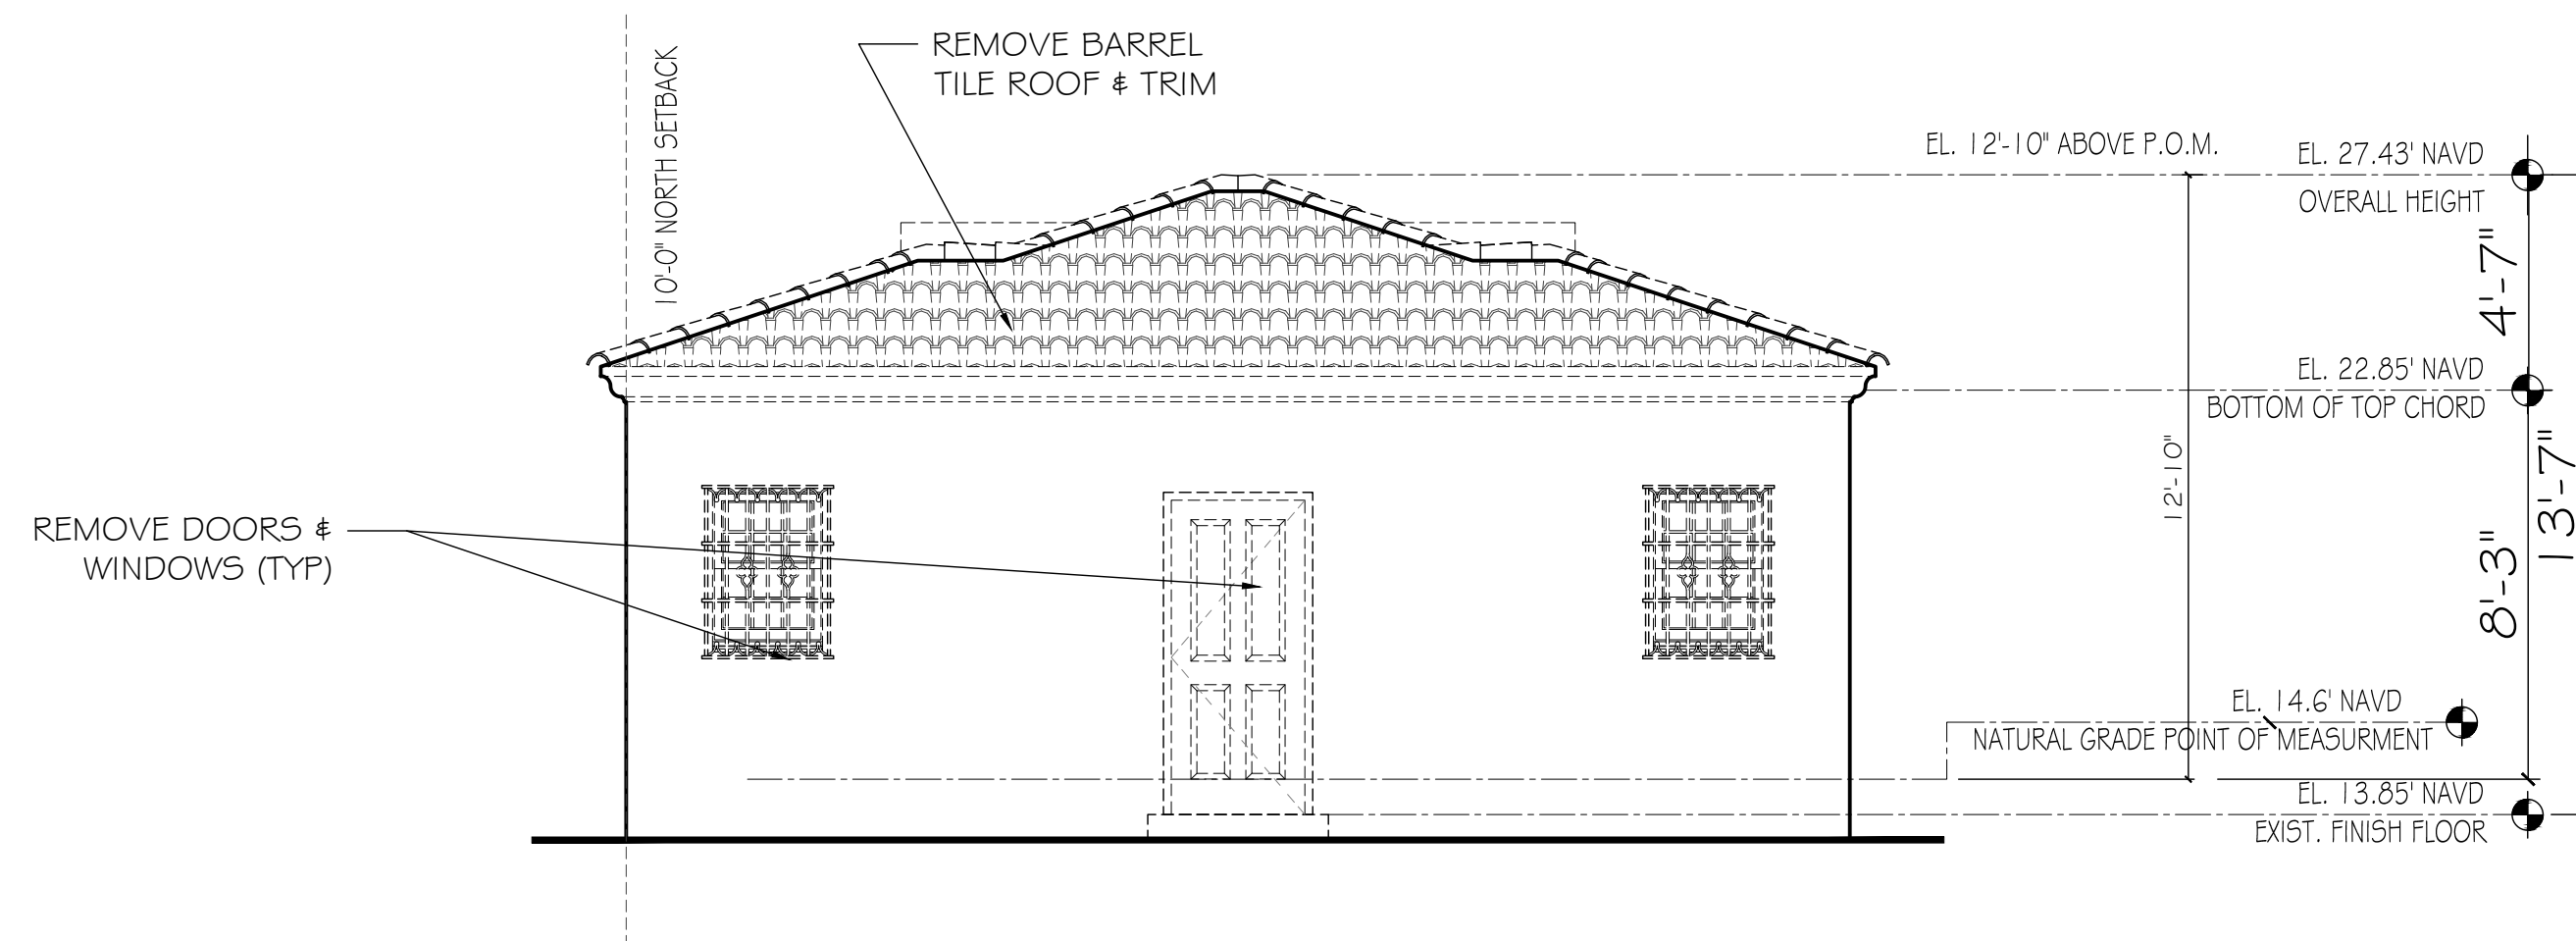 REMOVE BARREL
TILE ROOF & TRIM
10'-0" NORTH SETBACK
EL. 12'-10" ABOVE P.O.M.
EL. 27.43' NAVD
OVERALL HEIGHT
4'-7"
EL. 22.85' NAVD
BOTTOM OF TOP CHORD
12'-10"
13'-7"
8'-3"
REMOVE DOORS &
WINDOWS (TYP)
EL. 14.6' NAVD
NATURAL GRADE POINT OF MEASURMENT
EL. 13.85' NAVD
EXIST. FINISH FLOOR